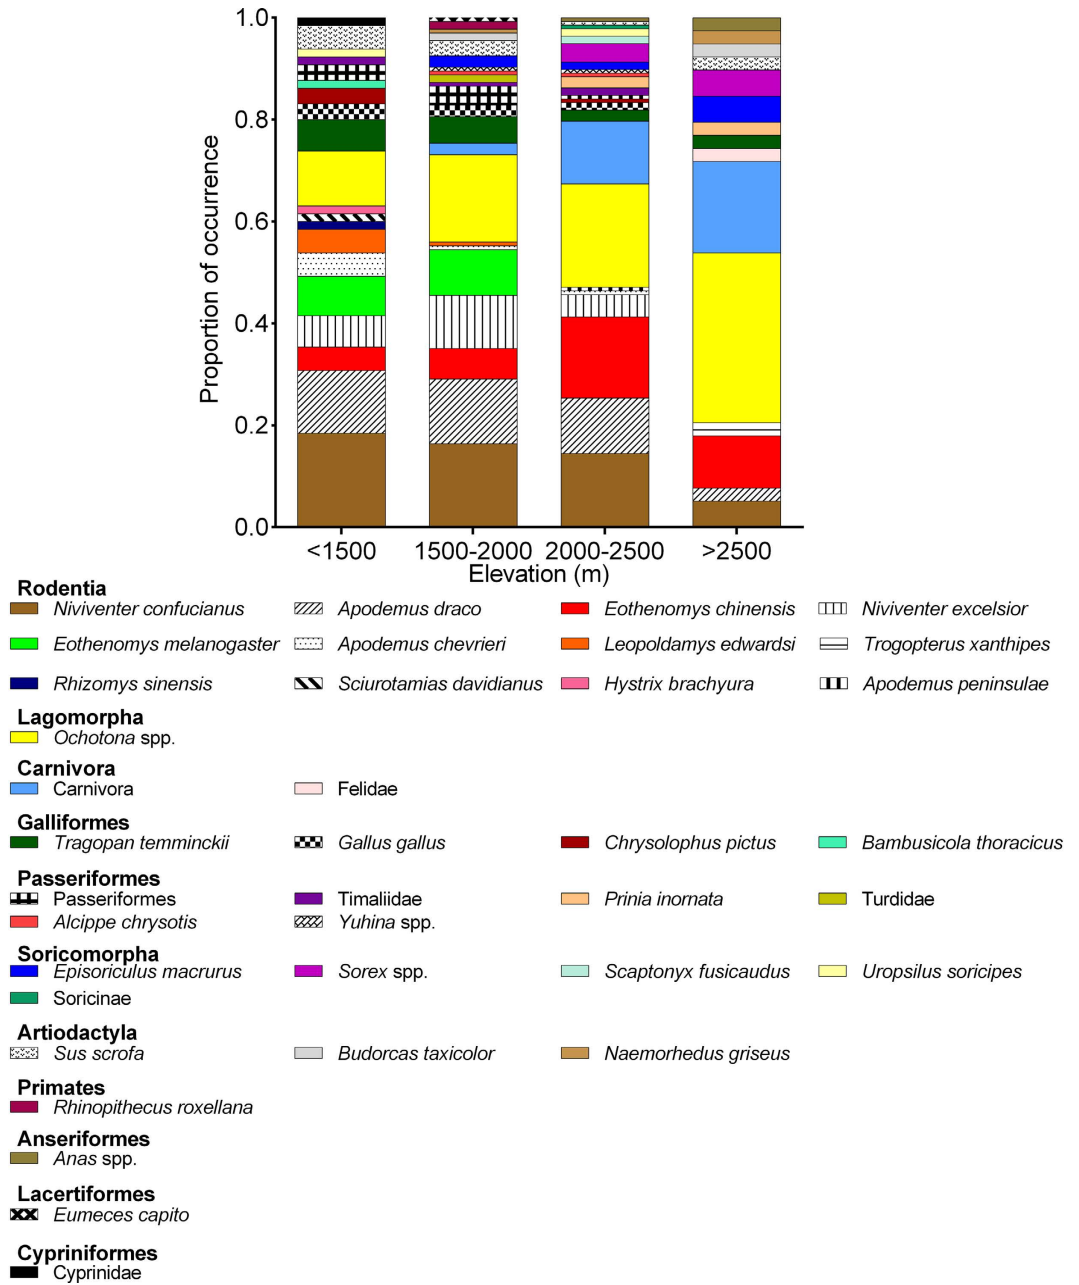 1.0
0.8
0.6
0.4
0.2
0.0
Proportion of occurrence
<1500 1500-2000 2000-2500 >2500
Elevation (m)
Rodentia
Niviventer confucianus Apodemus draco Eothenomys chinensis Niviventer excelsior
Eothenomys melanogaster Apodemus chevrieri Leopoldamys edwardsi Trogopterus xanthipes
Rhizomys sinensis Sciurotamias davidianus Hystrix brachyura Apodemus peninsulae
Lagomorpha
Ochotona spp.
Carnivora
Carnivora Felidae
Galliformes
Tragopan temminckii Gallus gallus Chrysolophus pictus Bambusicola thoracicus
Passeriformes
Passeriformes Timaliidae Prinia inornata Turdidae
Alcippe chrysotis Yuhina spp.
Soricomorpha
Episoriculus macrurus Sorex spp. Scaptonyx fusicaudus Uropsilus soricipes
Soricinae
Artiodactyla
Sus scrofa Budorcas taxicolor Naemorhedus griseus
Primates
Rhinopithecus roxellana
Anseriformes
Anas spp.
Lacertiformes
Eumeces capito
Cypriniformes
Cyprinidae